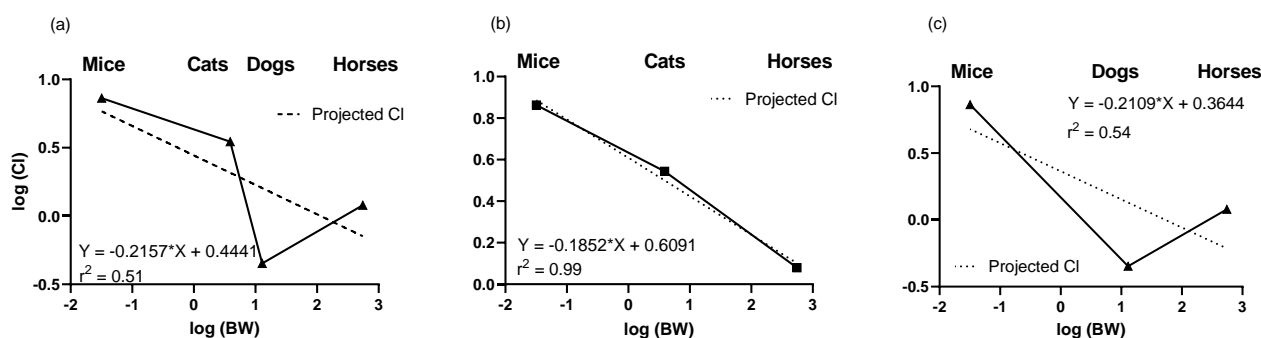 (a)
Mice Cats Dogs Horses
1.0
0.5
0.0
-0.5
log (Cl)
Projected Cl
Y = -0.2157*X + 0.4441
r2 = 0.51
-2 -1 0 1 2 3
log (BW)
(b)
Mice Cats Horses
1.0
0.8
0.6
0.4
0.2
0.0
Projected Cl
Y = -0.1852*X + 0.6091
r2 = 0.99
-2 -1 0 1 2 3
log (BW)
(c)
Mice Dogs Horses
1.0
0.5
0.0
-0.5
Y = -0.2109*X + 0.3644
r2 = 0.54
Projected Cl
-2 -1 0 1 2 3
log (BW)